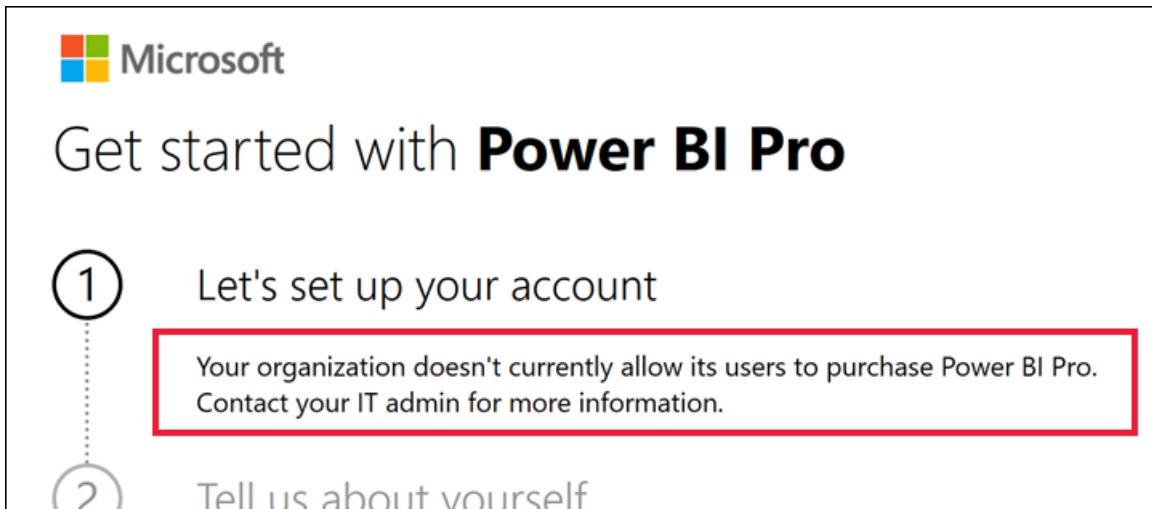 Microsoft
Get started with Power BI Pro
1
Let's set up your account
Your organization doesn't currently allow its users to purchase Power BI Pro.
Contact your IT admin for more information.
2
Tell us about yourself